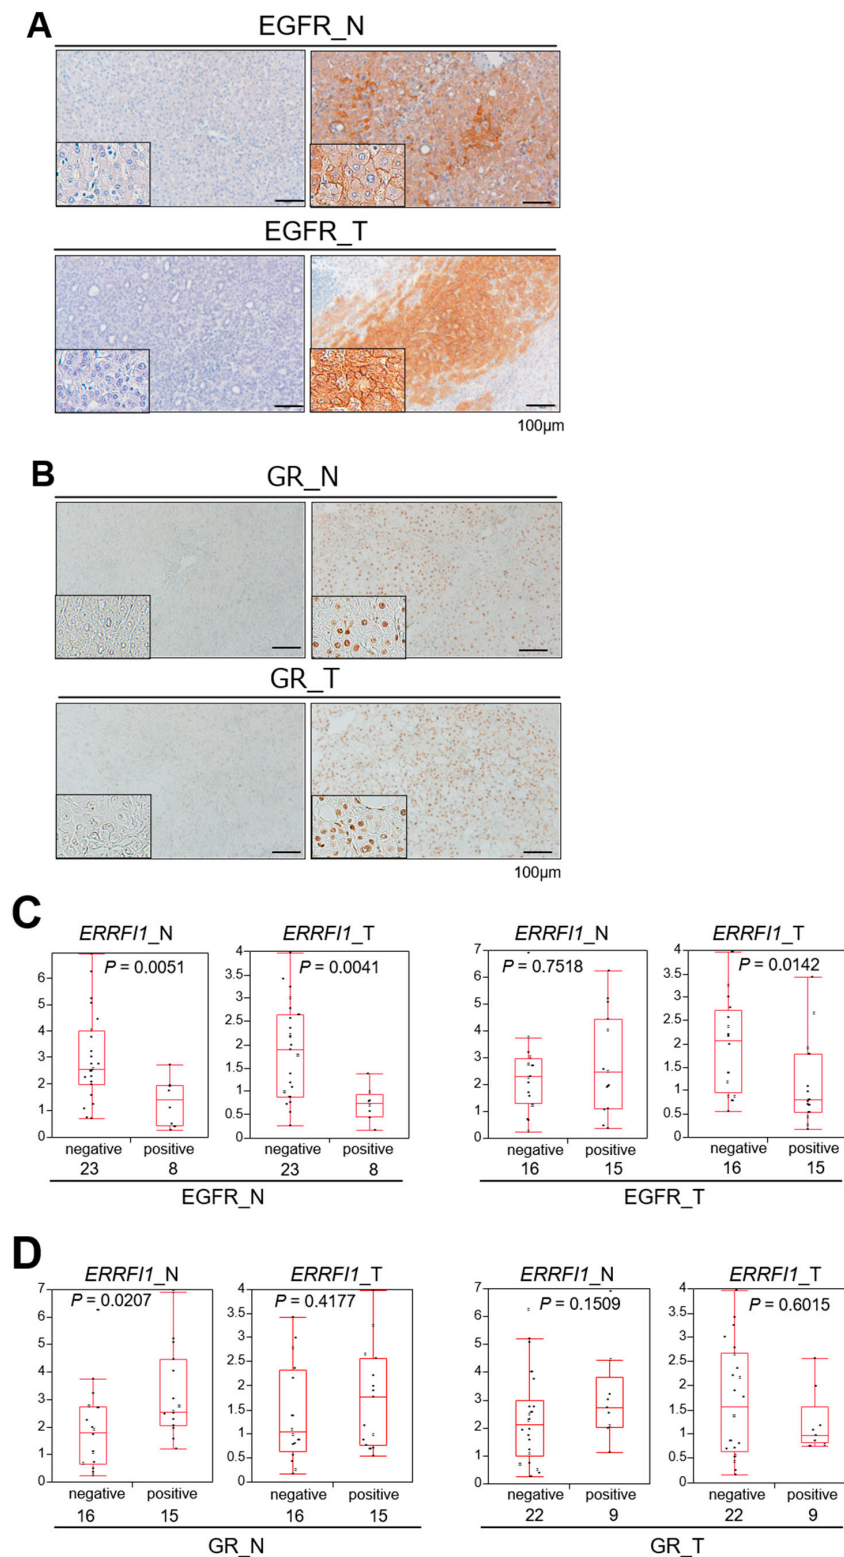 A
EGFR_N
EGFR_T
100μm
B
GR_N
GR_T
100μm
C
ERRFI1_N
ERRFI1_T
ERRFI1_N
ERRFI1_T
P = 0.0051
P = 0.0041
P = 0.7518
P = 0.0142
6
5
4
3
2
1
0
4
3.5
3
2.5
2
1.5
1
0.5
0
7
6
5
4
3
2
1
0
4
3.5
3
2.5
2
1.5
1
0.5
0
negative positive negative positive negative positive negative positive
23 8 23 8 16 15 16 15
EGFR_N EGFR_T
D
ERRFI1_N
ERRFI1_T
ERRFI1_N
ERRFI1_T
P = 0.0207
P = 0.4177
P = 0.1509
P = 0.6015
7
6
5
4
3
2
1
0
4
3.5
3
2.5
2
1.5
1
0.5
0
7
6
5
4
3
2
1
0
4
3.5
3
2.5
2
1.5
1
0.5
0
negative positive negative positive negative positive negative positive
16 15 16 15 22 9 22 9
GR_N GR_T